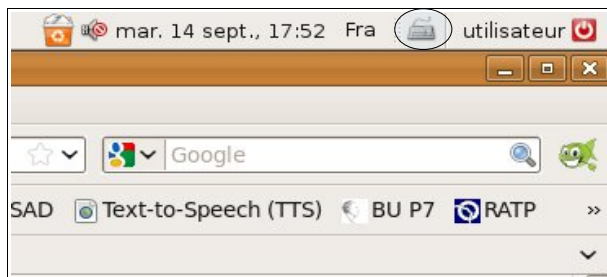 mar. 14 sept., 17:52 Fra utilisateur
Google
SAD Text-to-Speech (TTS) BU P7 RATP »